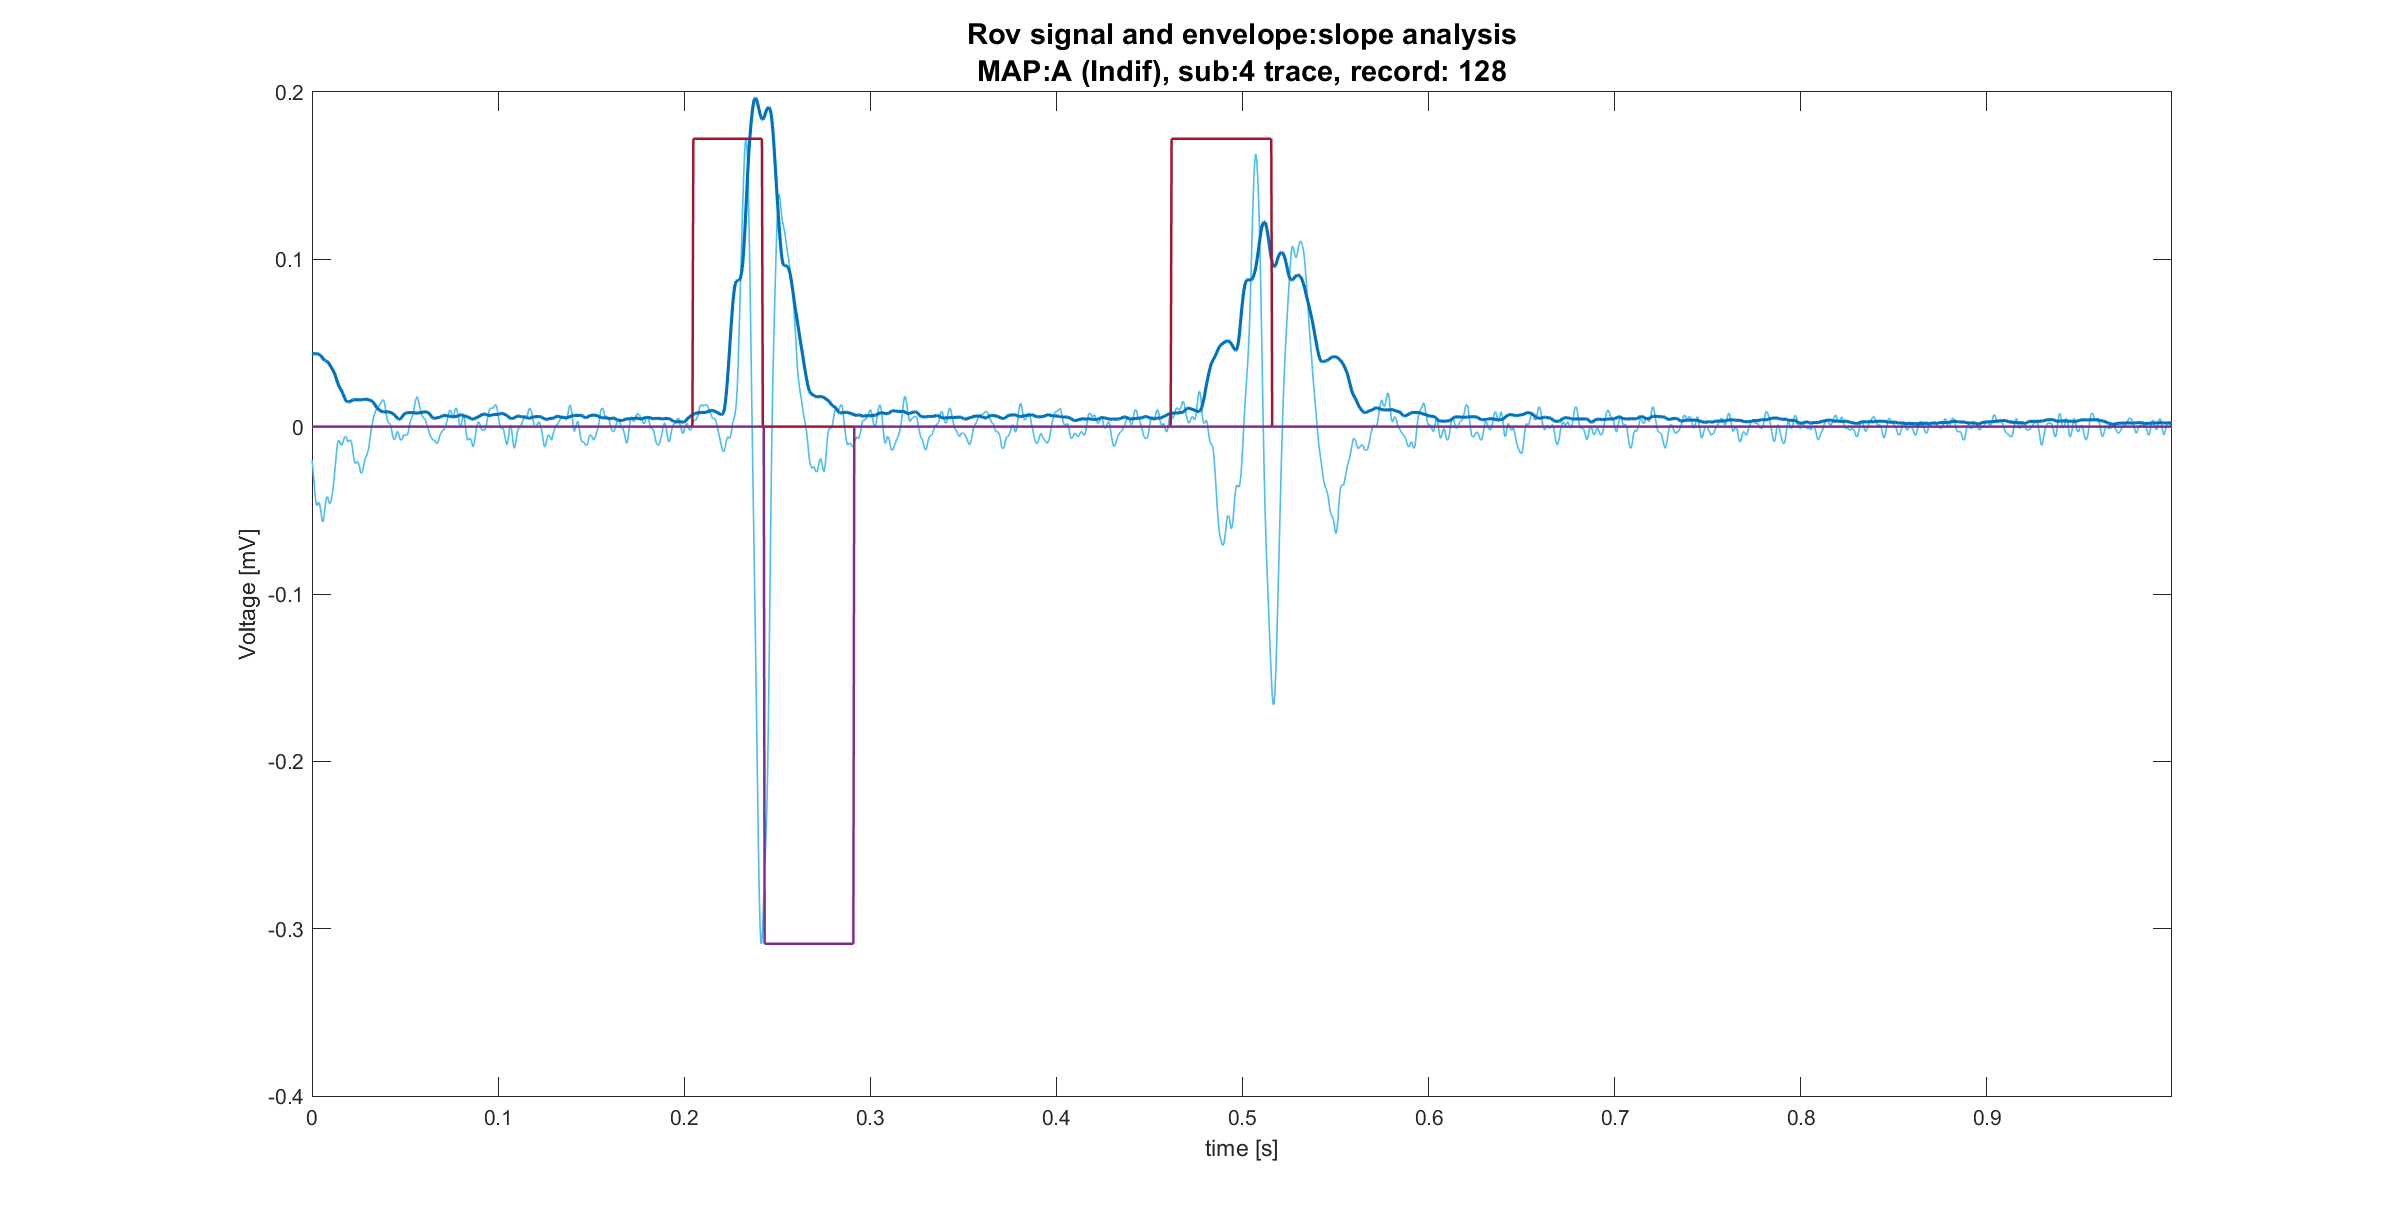 Rov signal and envelope:slope analysis
MAP:A (Indif), sub:4 trace, record: 128
0.2
0.1
0
-0.1
-0.2
-0.3
-0.4
Voltage [mV]
0 0.1 0.2 0.3 0.4 0.5 0.6 0.7 0.8 0.9
time [s]